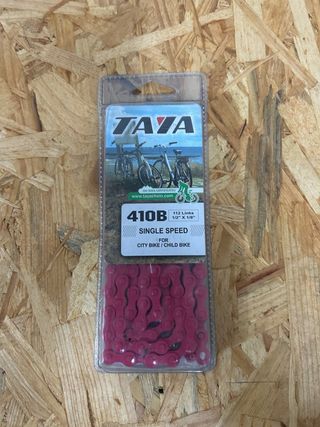 TAYA
www.tayachain.com
410B
112 Links
1/2" X 1/8"
SINGLE SPEED
FOR
CITY BIKE / CHILD BIKE